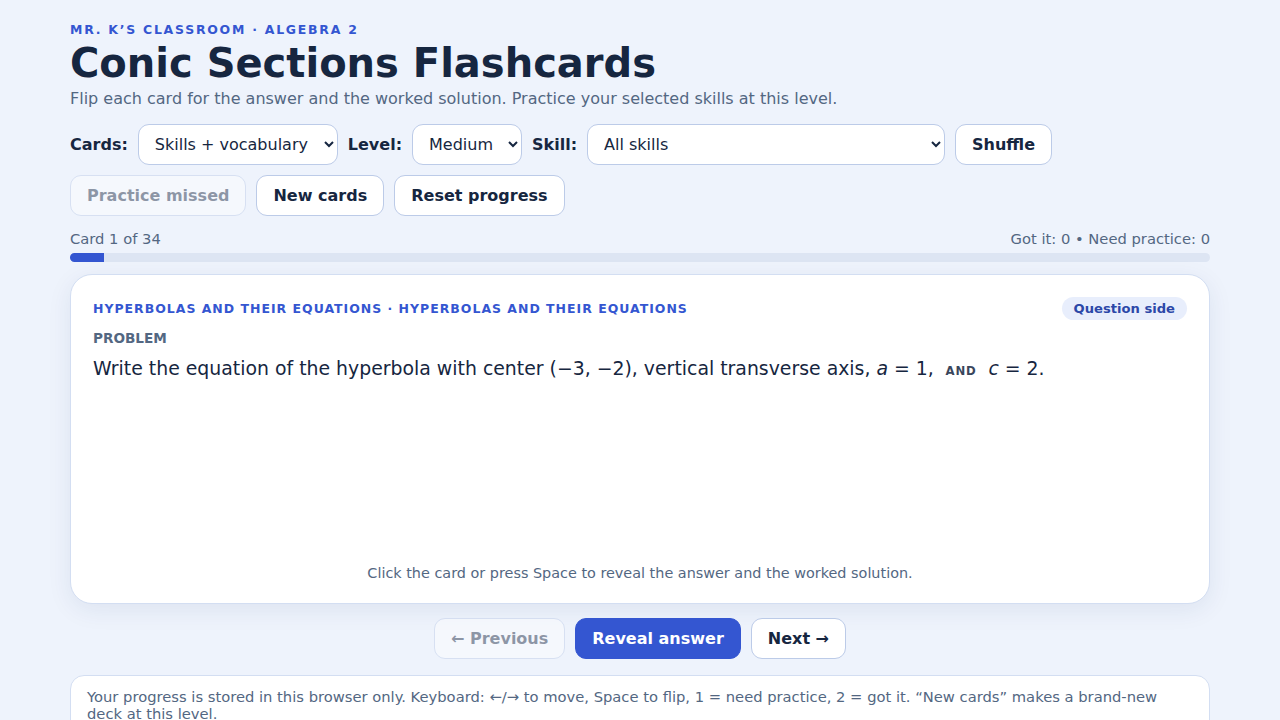 MR. K’S CLASSROOM · ALGEBRA 2
Conic Sections Flashcards
Flip each card for the answer and the worked solution. Practice your selected skills at this level.
Cards: Skills + vocabulary Level: Medium Skill: All skills Shuffle
Practice missed New cards Reset progress
Card 1 of 34 Got it: 0 • Need practice: 0
HYPERBOLAS AND THEIR EQUATIONS · HYPERBOLAS AND THEIR EQUATIONS Question side
PROBLEM
Write the equation of the hyperbola with center (−3, −2), vertical transverse axis, a = 1, AND c = 2.
Click the card or press Space to reveal the answer and the worked solution.
← Previous Reveal answer Next →
Your progress is stored in this browser only. Keyboard: ←/→ to move, Space to flip, 1 = need practice, 2 = got it. “New cards” makes a brand-new
deck at this level.